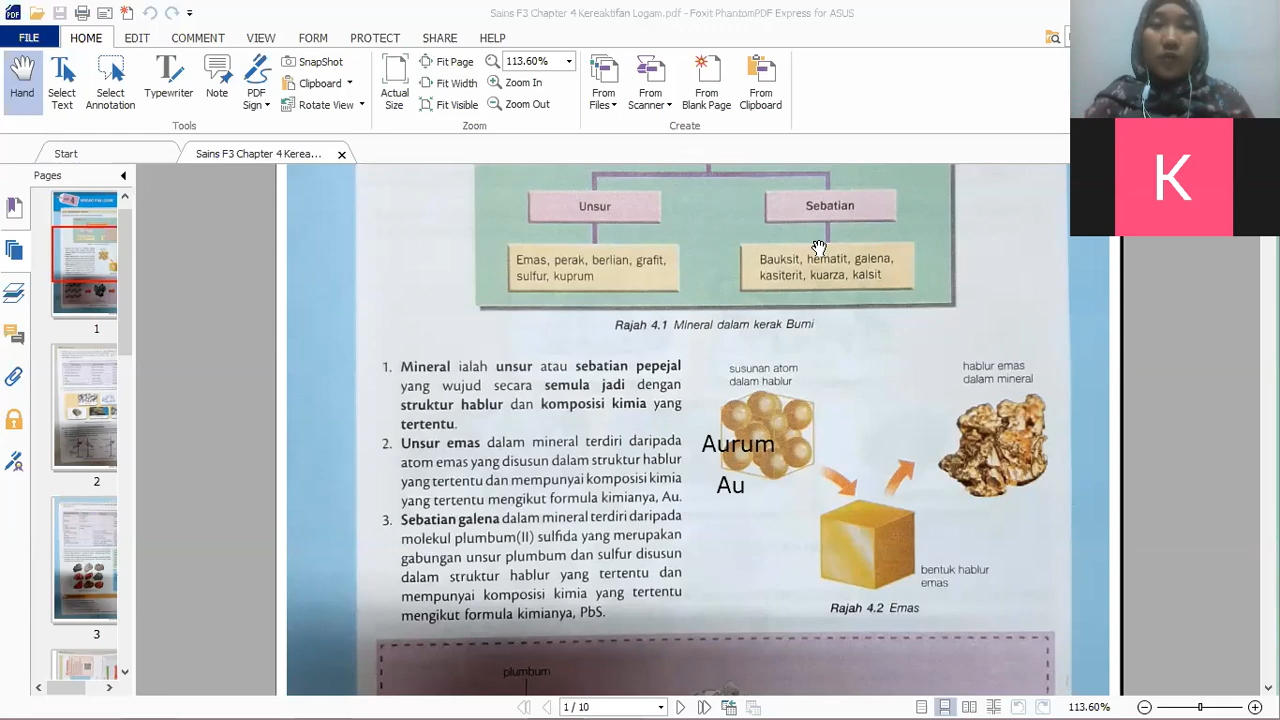 Sains F3 Chapter 4 Kereaktifan Logam.pdf - Foxit PhantomPDF Express for ASUS
FILE HOME EDIT COMMENT VIEW FORM PROTECT SHARE HELP
Hand
Select Text
Select Annotation
Typewriter
Note
PDF Sign
SnapShot
Clipboard
Rotate View
Tools
Actual Size
Fit Page
Fit Width
Fit Visible
113.60%
Zoom In
Zoom Out
Zoom
From Files
From Scanner
From Blank Page
From Clipboard
Create
K
Start
Sains F3 Chapter 4 Kerea...
Pages
1
2
3
Unsur
Sebatian
Emas, perak, berlian, grafit,
sulfur, kuprum
Bauksit, hematit, galena,
kasiterit, kuarza, kalsit
Rajah 4.1 Mineral dalam kerak Bumi
1. Mineral ialah unsur atau sebatian pepejal
yang wujud secara semula jadi dengan
struktur hablur dan komposisi kimia yang
tertentu.
2. Unsur emas dalam mineral terdiri daripada
atom emas yang disusun dalam struktur hablur
yang tertentu dan mempunyai komposisi kimia
yang tertentu mengikut formula kimianya, Au.
3. Sebatian galena dalam mineral terdiri daripada
molekul plumbum(II) sulfida yang merupakan
gabungan unsur plumbum dan sulfur disusun
dalam struktur hablur yang tertentu dan
mempunyai komposisi kimia yang tertentu
mengikut formula kimianya, PbS.
susunan atom
dalam hablur
Aurum
Au
hablur emas
dalam mineral
bentuk hablur
emas
Rajah 4.2 Emas
plumbum
1 / 10
113.60%